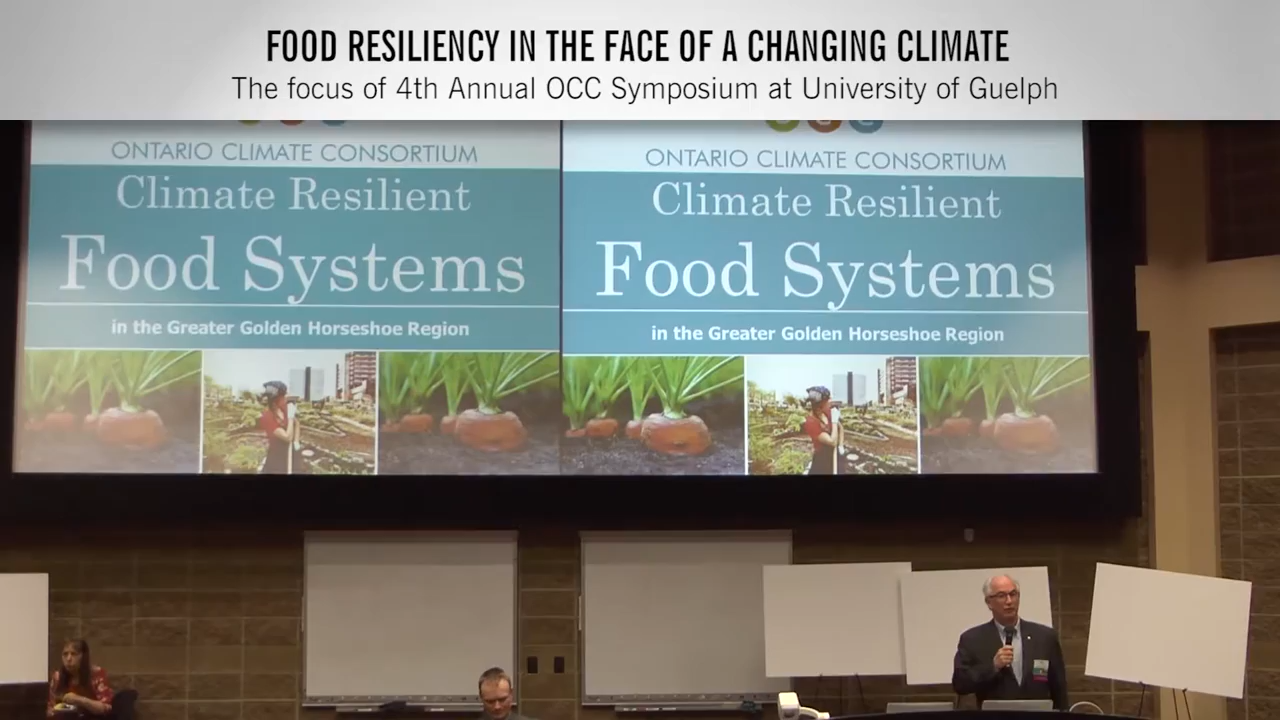 FOOD RESILIENCY IN THE FACE OF A CHANGING CLIMATE
The focus of 4th Annual OCC Symposium at University of Guelph
ONTARIO CLIMATE CONSORTIUM
Climate Resilient
Food Systems
in the Greater Golden Horseshoe Region
ONTARIO CLIMATE CONSORTIUM
Climate Resilient
Food Systems
in the Greater Golden Horseshoe Region